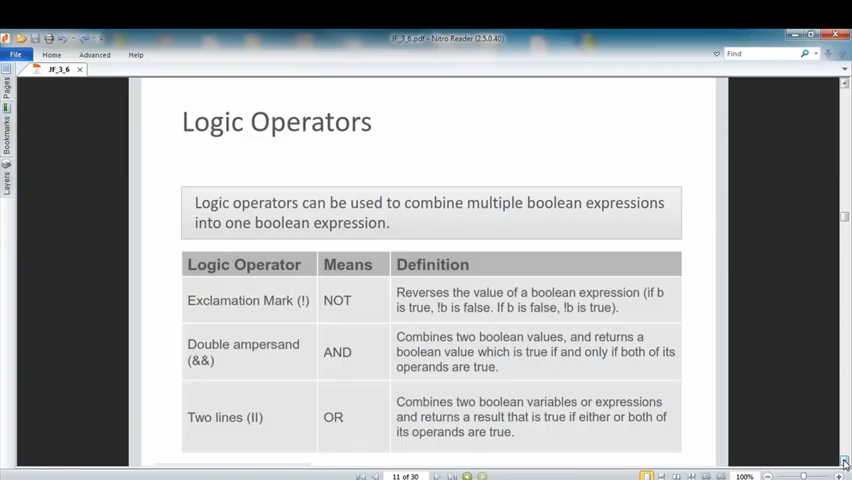 JF_3_6.pdf - Nitro Reader (2.5.0.40)
File Home Advanced Help
Find
JF_3_6
Pages
Bookmarks
Layers
Logic Operators
Logic operators can be used to combine multiple boolean expressions
into one boolean expression.
Logic Operator Means Definition
Exclamation Mark (!) NOT Reverses the value of a boolean expression (if b
is true, !b is false. If b is false, !b is true).
Double ampersand
(&&) AND Combines two boolean values, and returns a
boolean value which is true if and only if both of its
operands are true.
Two lines (II) OR Combines two boolean variables or expressions
and returns a result that is true if either or both of
its operands are true.
11 of 30
100%